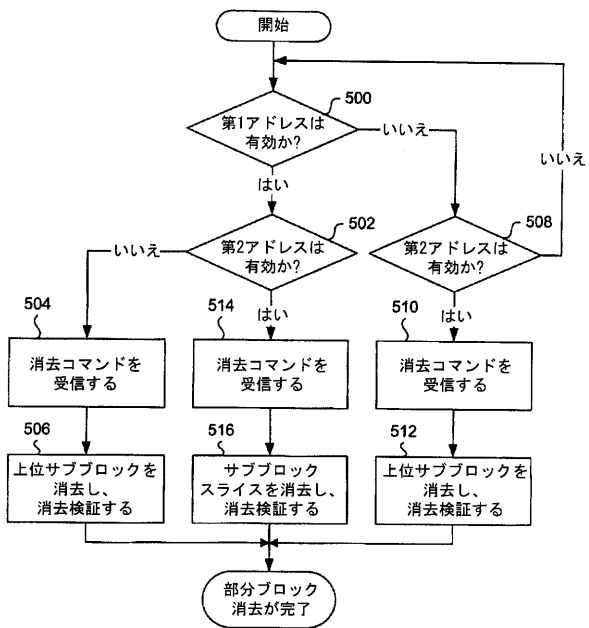 開始
500
第1アドレスは
有効か?
いいえ
いいえ
はい
502
508
第2アドレスは
有効か?
第2アドレスは
有効か?
いいえ
はい
はい
504
514
510
消去コマンドを
受信する
消去コマンドを
受信する
消去コマンドを
受信する
506
516
512
上位サブブロックを
消去し、
消去検証する
サブブロック
スライスを消去し、
消去検証する
上位サブブロックを
消去し、
消去検証する
部分ブロック
消去が完了